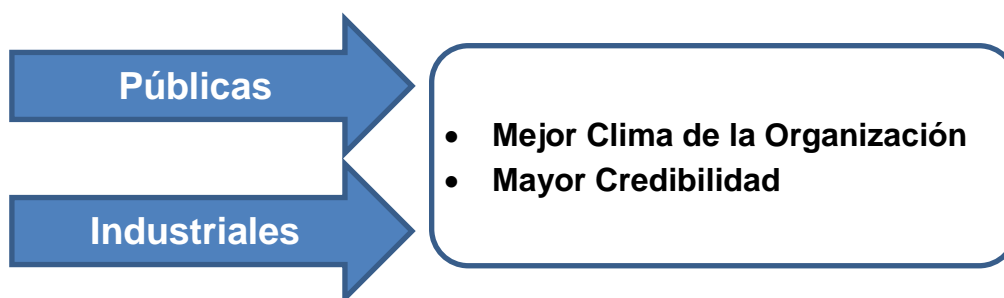 Públicas
Industriales
• Mejor Clima de la Organización
• Mayor Credibilidad